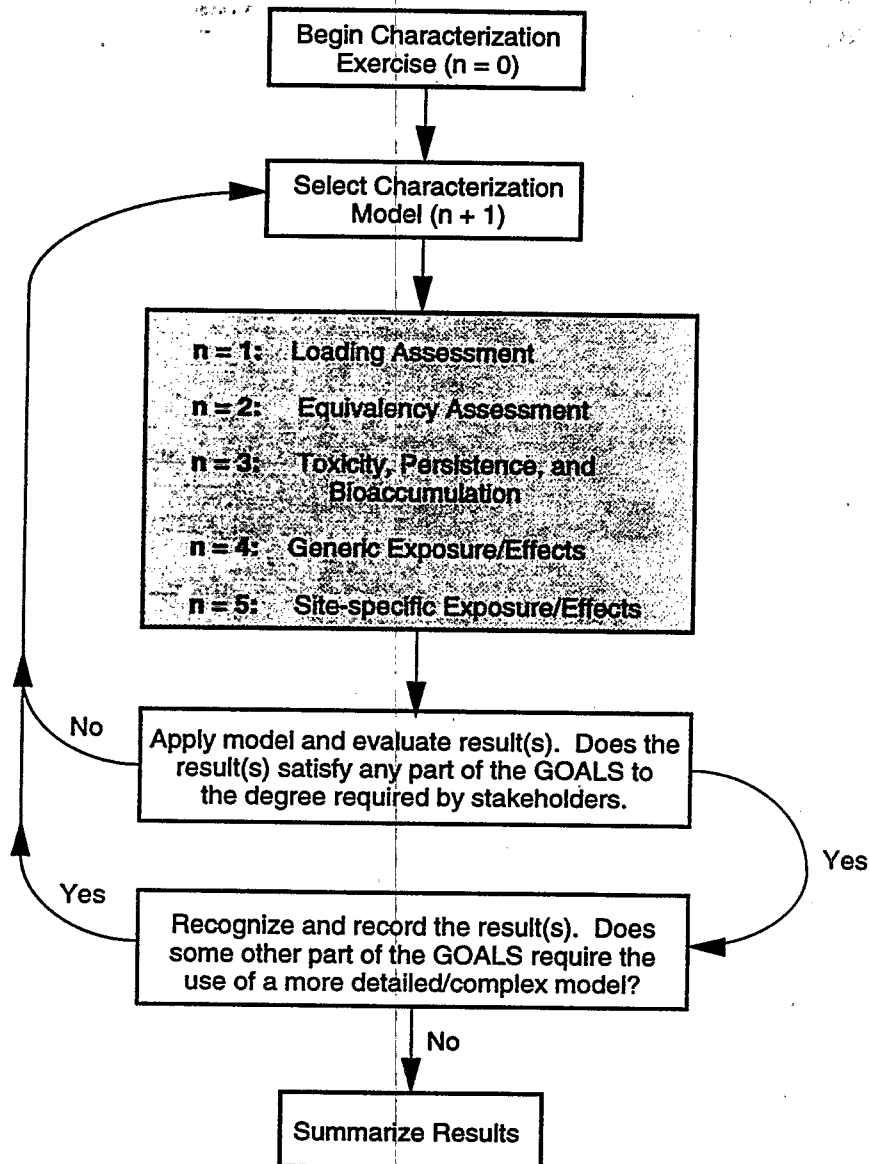 Begin Characterization
Exercise (n = 0)
Select Characterization
Model (n + 1)
n = 1: Loading Assessment
n = 2: Equivalency Assessment
n = 3: Toxicity, Persistence, and
Bioaccumulation
n = 4: Generic Exposure/Effects
n = 5: Site-specific Exposure/Effects
No
Apply model and evaluate result(s). Does the
result(s) satisfy any part of the GOALS to
the degree required by stakeholders.
Yes
Yes
Recognize and record the result(s). Does
some other part of the GOALS require the
use of a more detailed/complex model?
No
Summarize Results